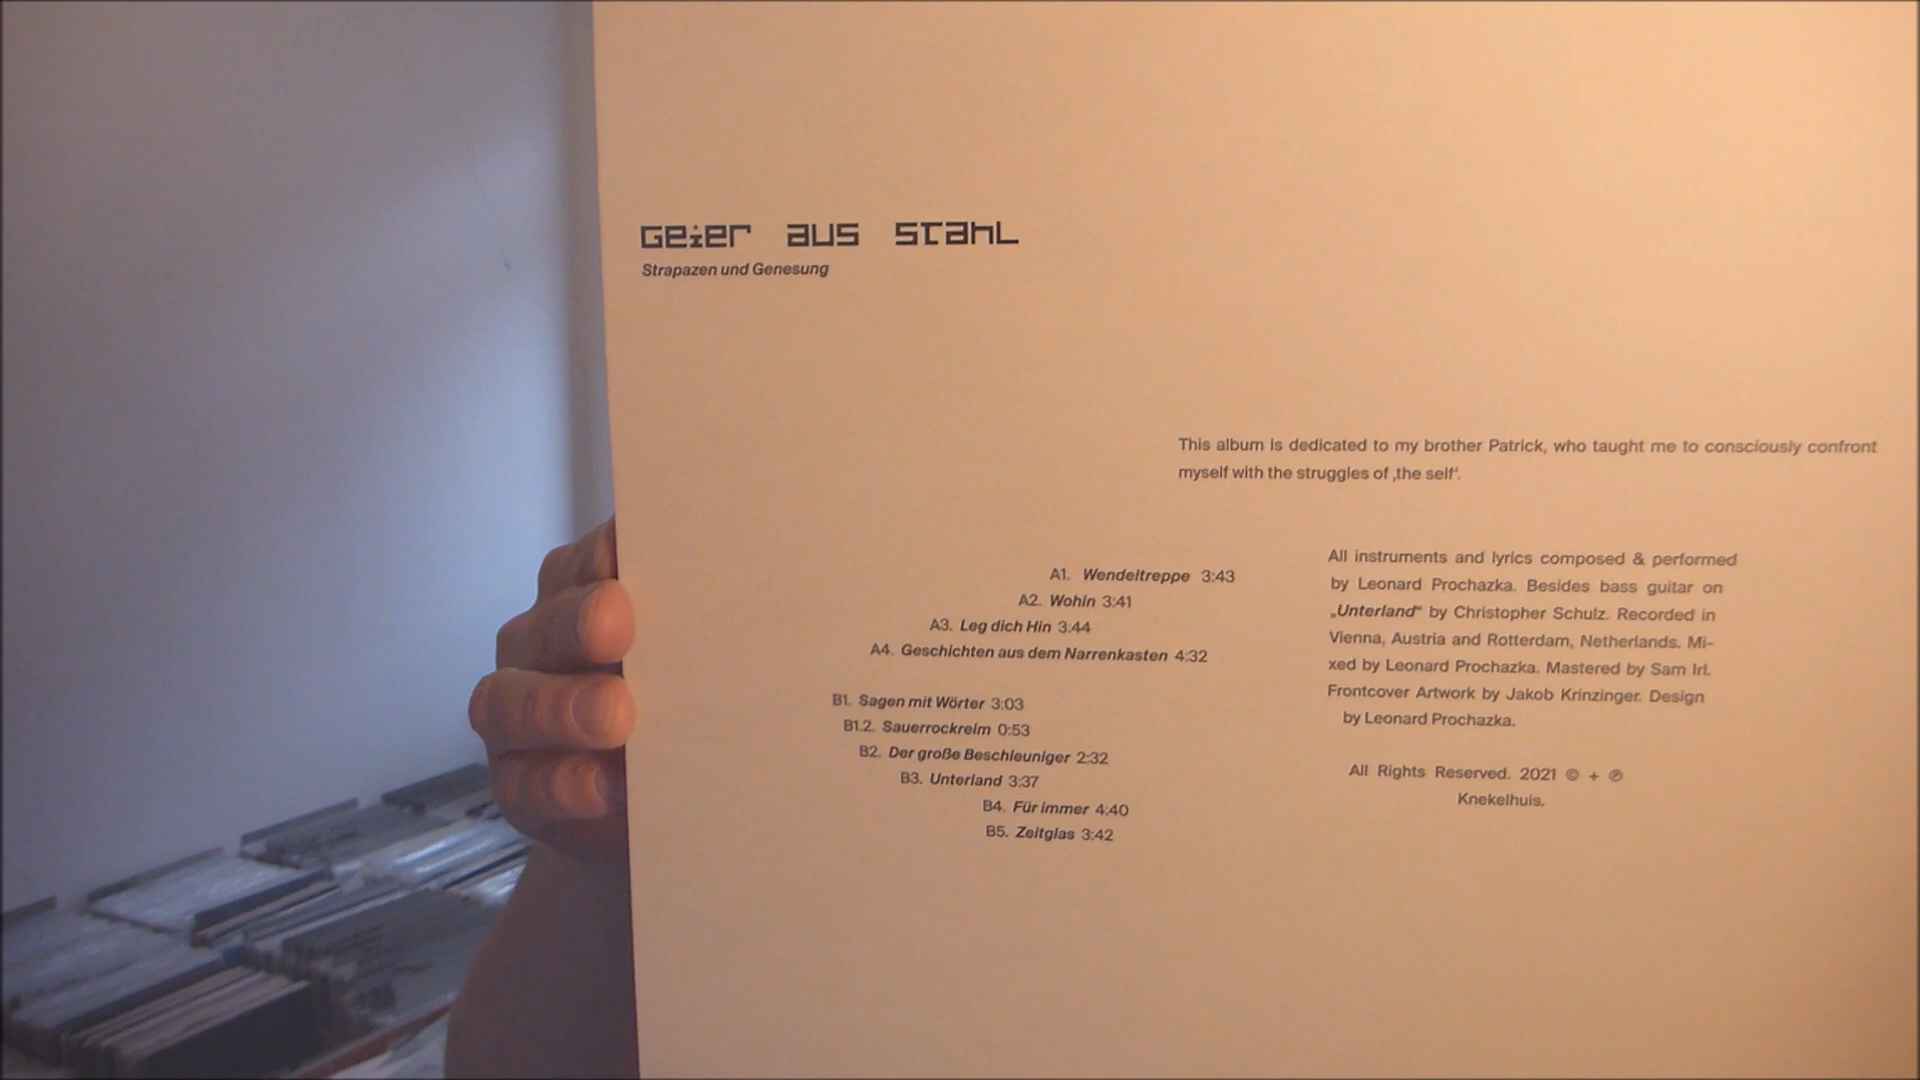 Geier aus Stahl
Strapazen und Genesung
This album is dedicated to my brother Patrick, who taught me to consciously confront
myself with the struggles of ‚the self‘.
A1. Wendeltreppe 3:43
A2. Wohin 3:41
A3. Leg dich Hin 3:44
A4. Geschichten aus dem Narrenkasten 4:32
B1. Sagen mit Wörter 3:03
B1.2. Sauerrockreim 0:53
B2. Der große Beschleuniger 2:32
B3. Unterland 3:37
B4. Für immer 4:40
B5. Zeitglas 3:42
All instruments and lyrics composed & performed
by Leonard Prochazka. Besides bass guitar on
„Unterland“ by Christopher Schulz. Recorded in
Vienna, Austria and Rotterdam, Netherlands. Mi-
xed by Leonard Prochazka. Mastered by Sam Irl.
Frontcover Artwork by Jakob Krinzinger. Design
by Leonard Prochazka.
All Rights Reserved. 2021 © + ℗
Knekelhuis.